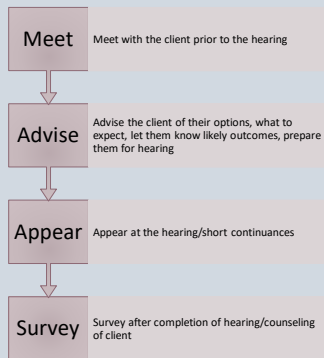 Meet
Meet with the client prior to the hearing
Advise
Advise the client of their options, what to
expect, let them know likely outcomes, prepare
them for hearing
Appear
Appear at the hearing/short continuances
Survey
Survey after completion of hearing/counseling
of client